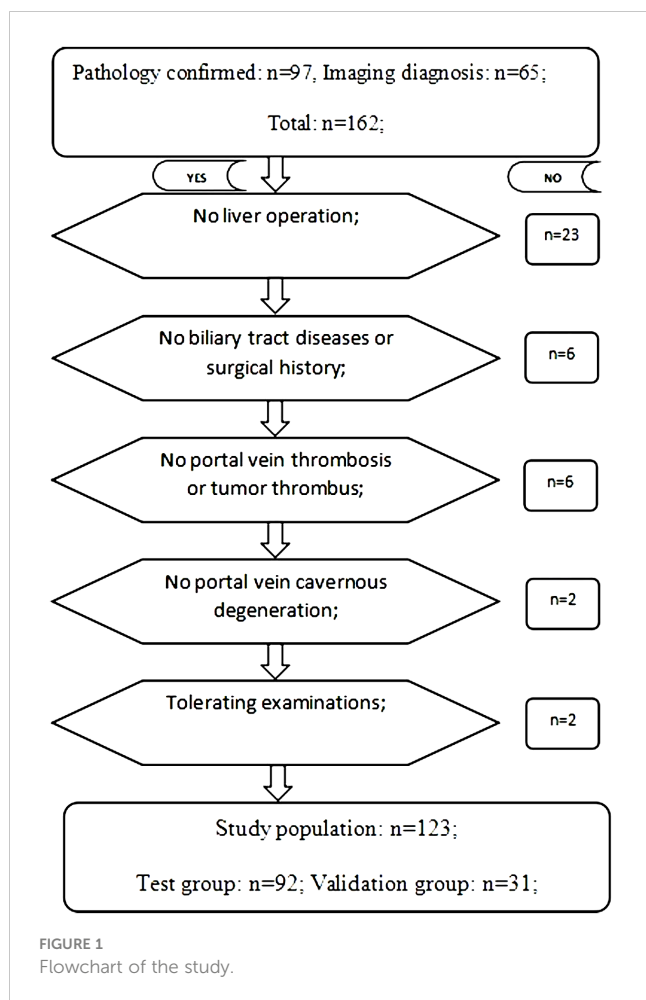 Pathology confirmed: n=97, Imaging diagnosis: n=65;
Total: n=162;
YES
NO
No liver operation;
n=23
No biliary tract diseases or
surgical history;
n=6
No portal vein thrombosis
or tumor thrombus;
n=6
No portal vein cavernous
degeneration;
n=2
Tolerating examinations;
n=2
Study population: n=123;
Test group: n=92; Validation group: n=31;
FIGURE 1
Flowchart of the study.